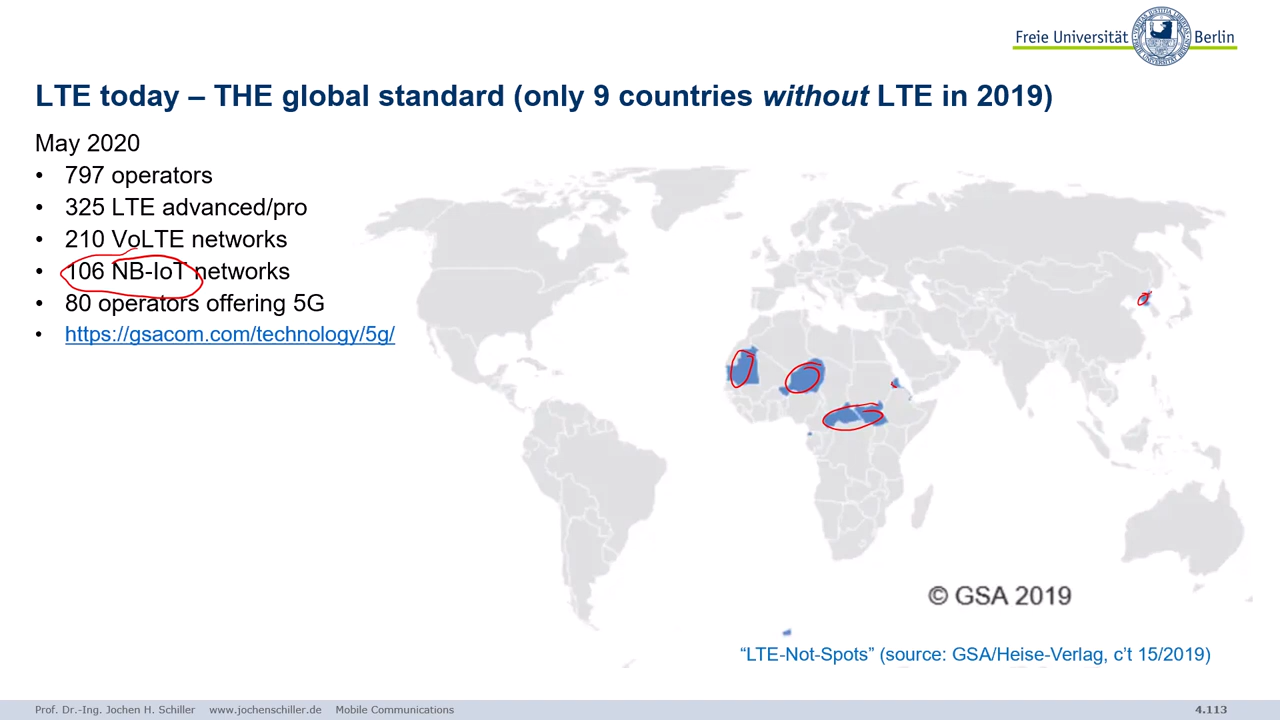 Freie Universität Berlin
LTE today – THE global standard (only 9 countries without LTE in 2019)
May 2020
• 797 operators
• 325 LTE advanced/pro
• 210 VoLTE networks
• 106 NB-IoT networks
• 80 operators offering 5G
• https://gsacom.com/technology/5g/
© GSA 2019
“LTE-Not-Spots” (source: GSA/Heise-Verlag, c’t 15/2019)
Prof. Dr.-Ing. Jochen H. Schiller www.jochenschiller.de Mobile Communications 4.113